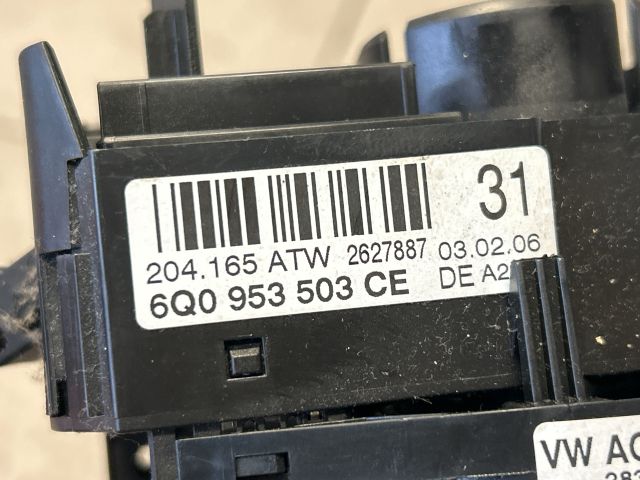 31
204.165 ATW 2627887 03.02.06
6Q0 953 503 CE DE A2
VW AG